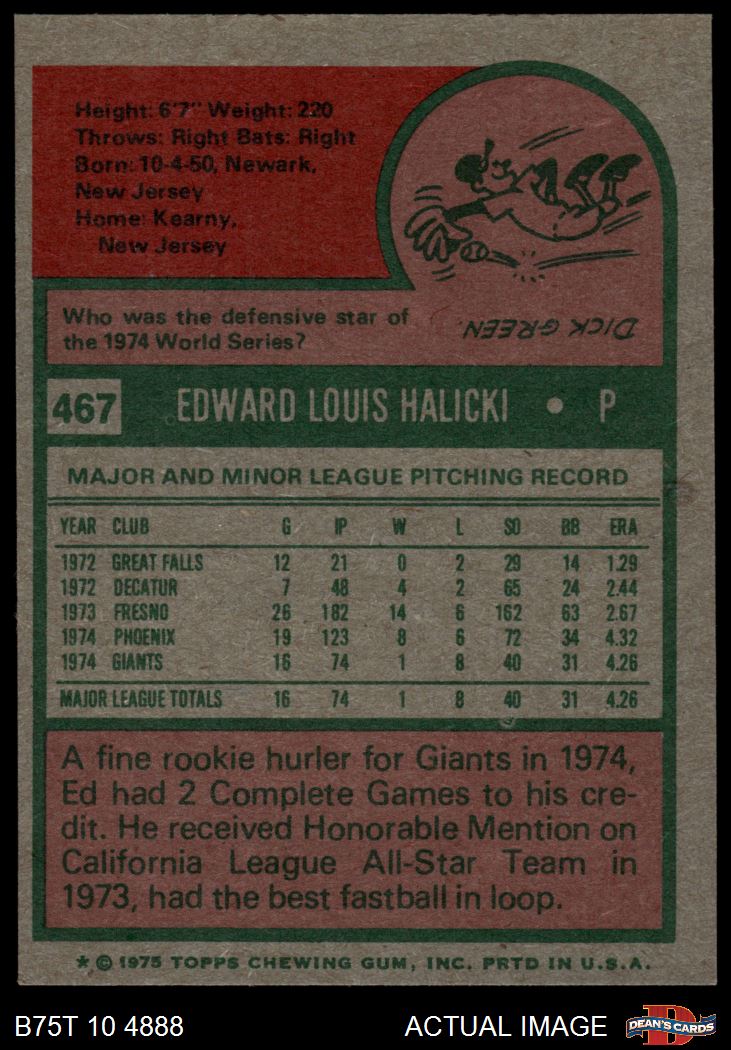 Height: 6'7" Weight: 220
Throws: Right Bats: Right
Born: 10-4-50, Newark,
New Jersey
Home: Kearny,
New Jersey
Who was the defensive star of
the 1974 World Series?
DICK GREEN.
467 EDWARD LOUIS HALICKI • P
MAJOR AND MINOR LEAGUE PITCHING RECORD
YEAR CLUB G IP W L SO BB ERA
1972 GREAT FALLS 12 21 0 2 29 14 1.29
1972 DECATUR 7 48 4 2 65 24 2.44
1973 FRESNO 26 182 14 6 162 63 2.67
1974 PHOENIX 19 123 8 6 72 34 4.32
1974 GIANTS 16 74 1 8 40 31 4.26
MAJOR LEAGUE TOTALS 16 74 1 8 40 31 4.26
A fine rookie hurler for Giants in 1974,
Ed had 2 Complete Games to his cre-
dit. He received Honorable Mention on
California League All-Star Team in
1973, had the best fastball in loop.
* © 1975 TOPPS CHEWING GUM, INC. PRTD IN U.S.A.
B75T 10 4888 ACTUAL IMAGE DEAN'S CARDS